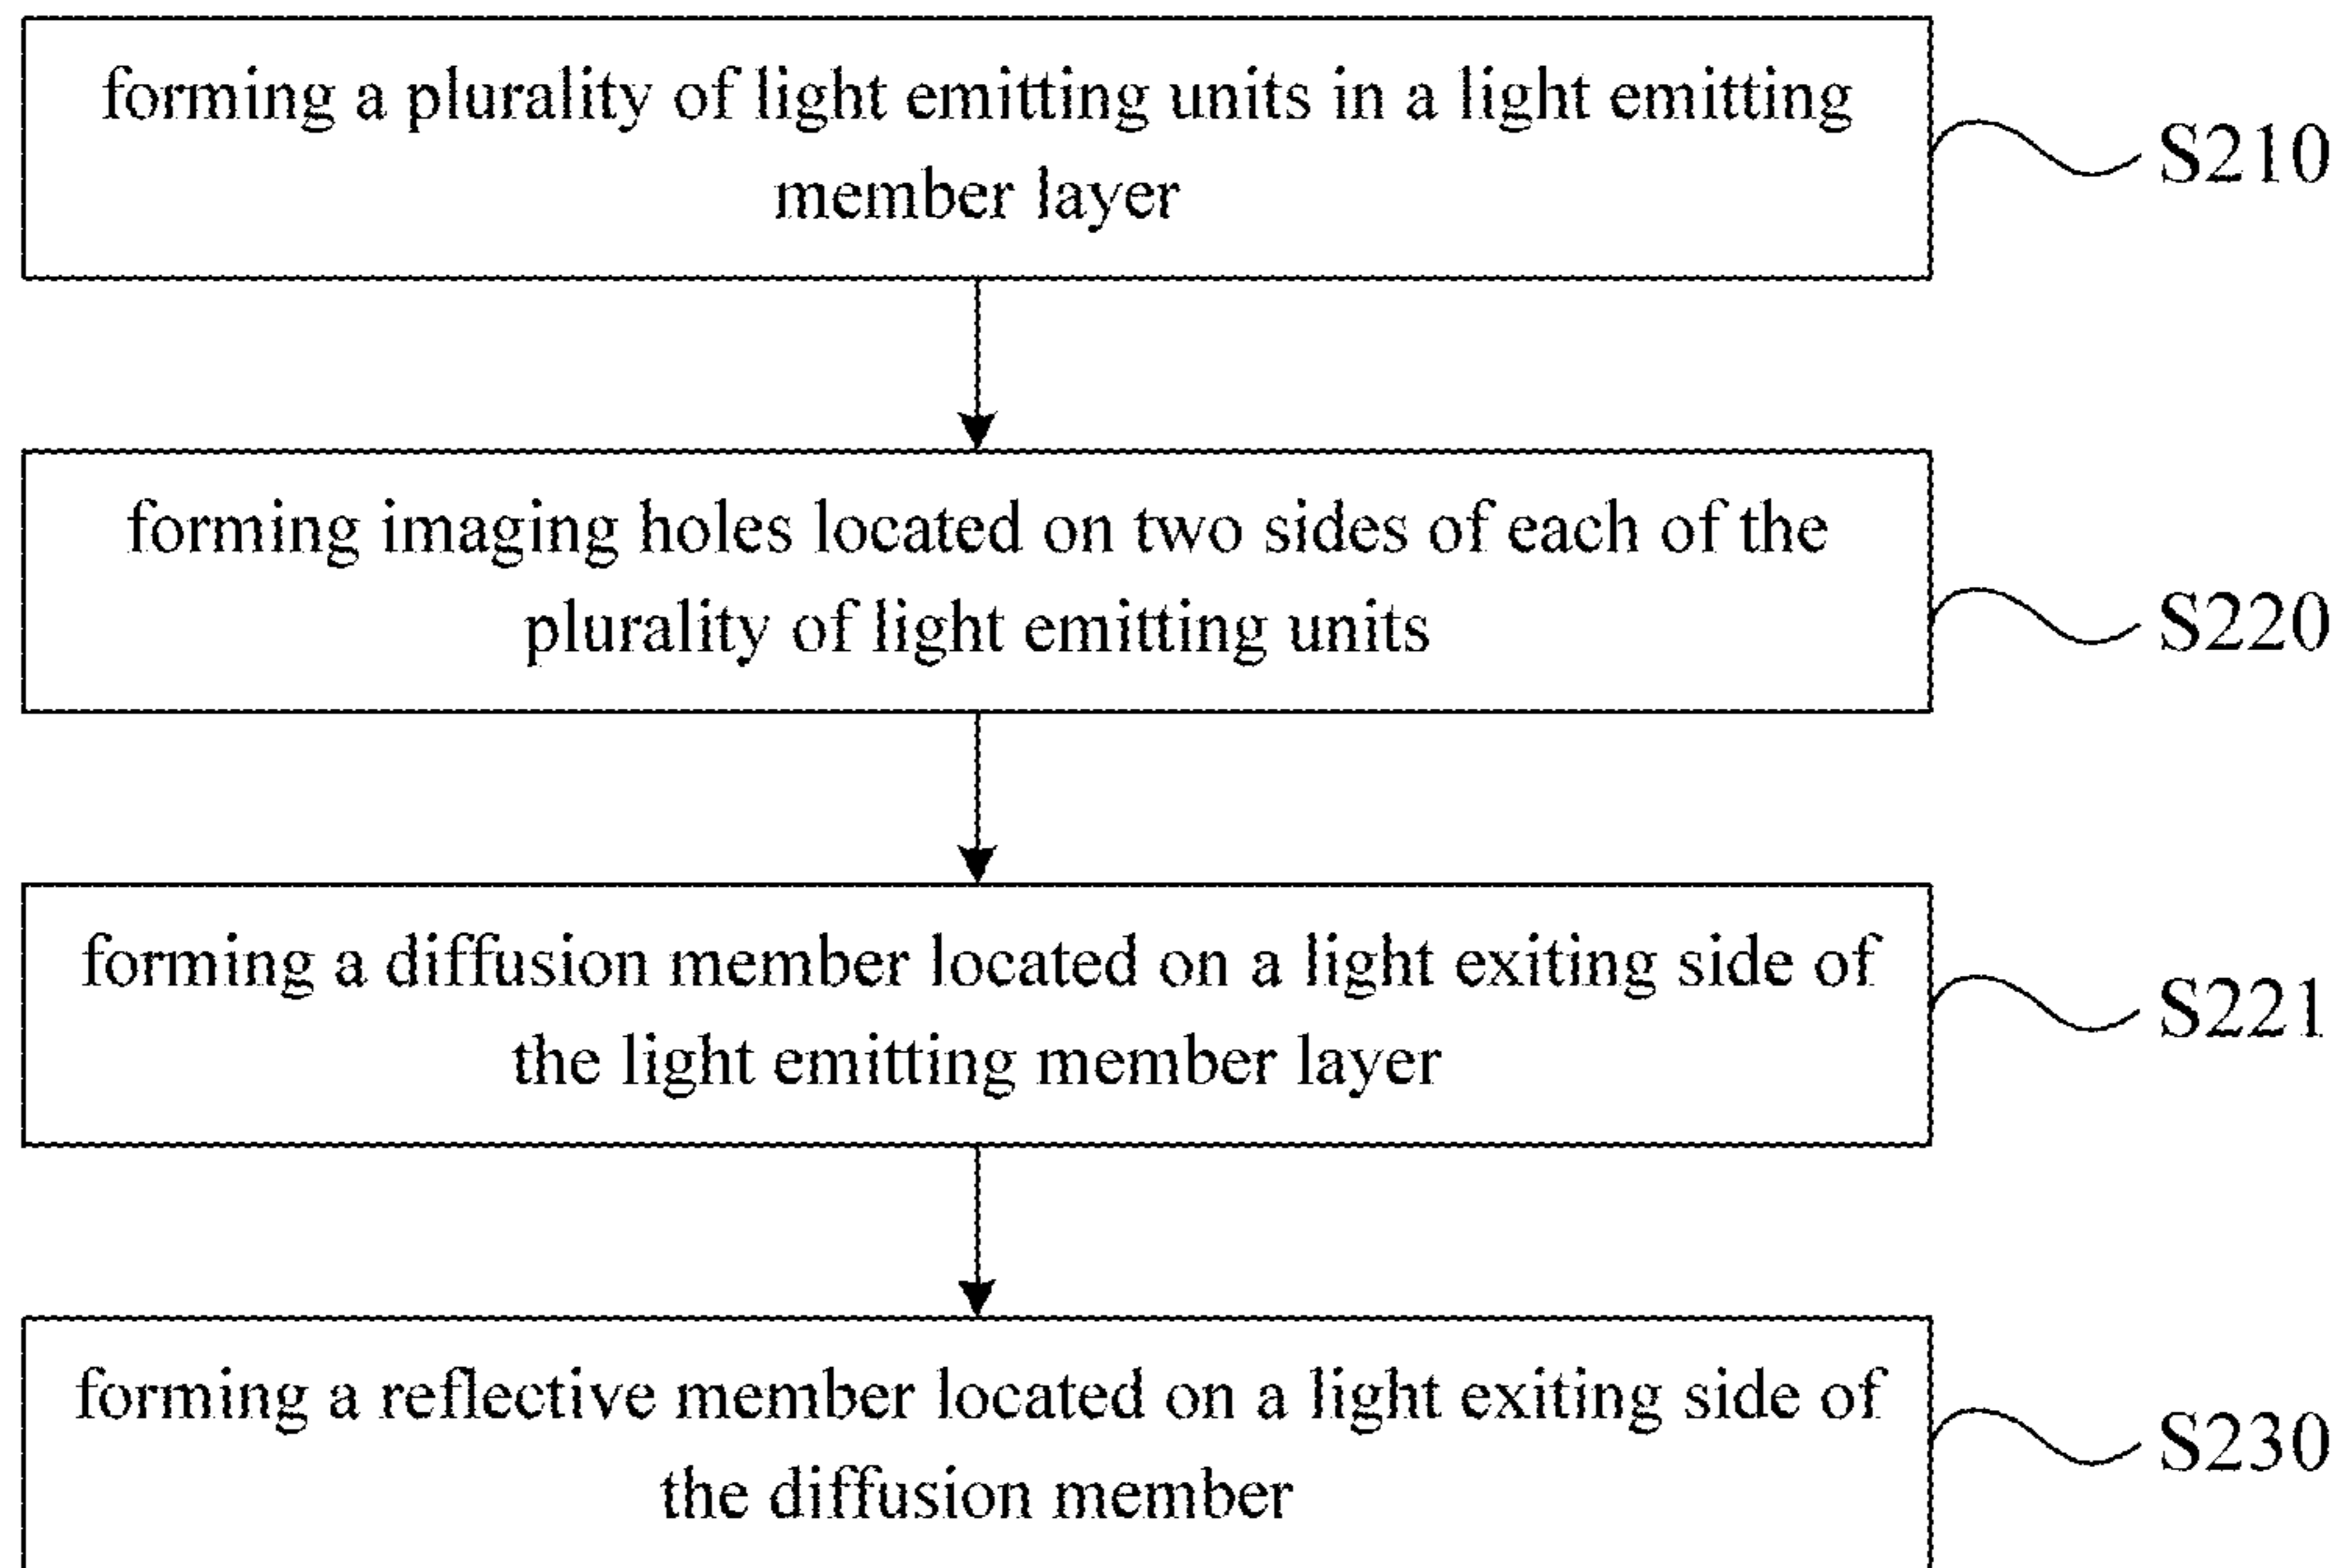 forming a plurality of light emitting units in a light emitting
member layer
S210
forming imaging holes located on two sides of each of the
plurality of light emitting units
S220
forming a diffusion member located on a light exiting side of
the light emitting member layer
S221
forming a reflective member located on a light exiting side of
the diffusion member
S230